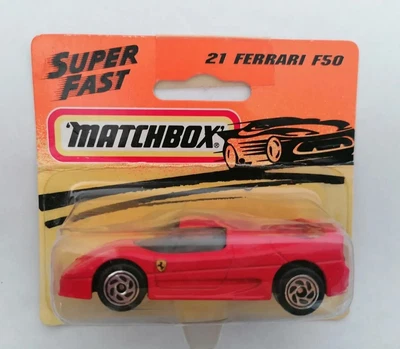 SUPER
FAST
21 FERRARI F50
MATCHBOX®